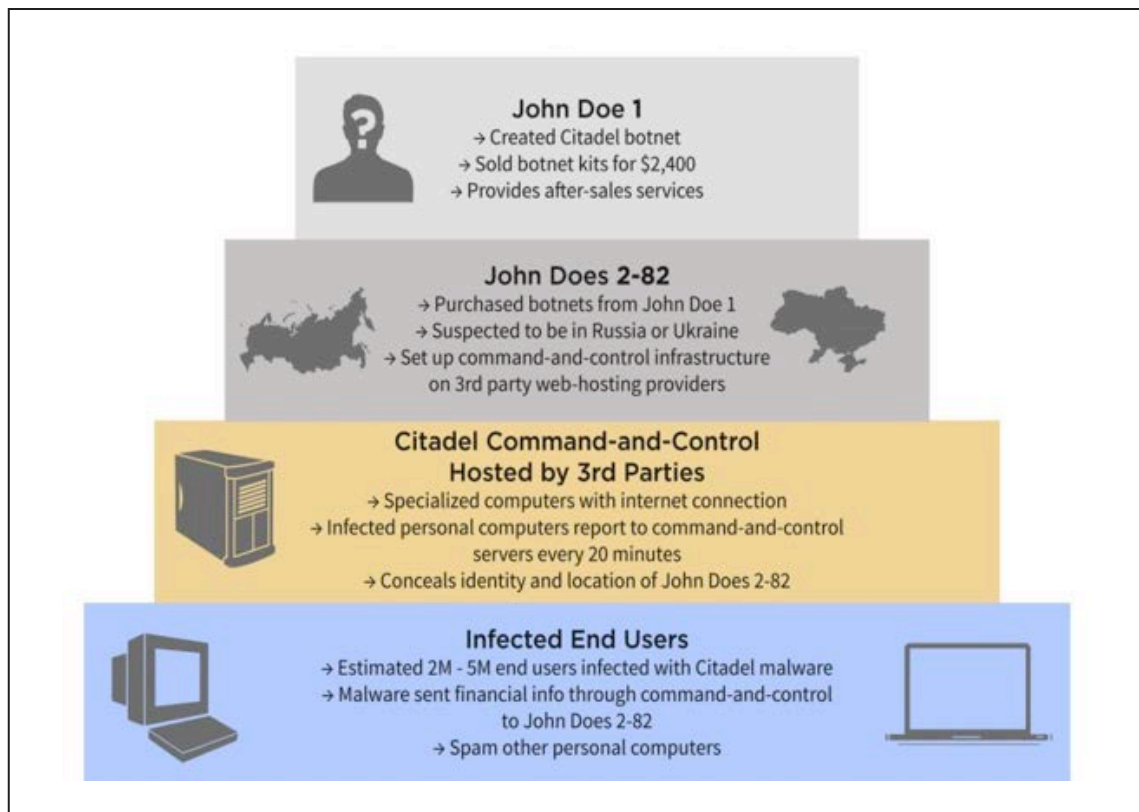 ?
John Doe 1
→ Created Citadel botnet
→ Sold botnet kits for $2,400
→ Provides after-sales services
John Does 2-82
→ Purchased botnets from John Doe 1
→ Suspected to be in Russia or Ukraine
→ Set up command-and-control infrastructure
on 3rd party web-hosting providers
Citadel Command-and-Control
Hosted by 3rd Parties
→ Specialized computers with internet connection
→ Infected personal computers report to command-and-control
servers every 20 minutes
→ Conceals identity and location of John Does 2-82
Infected End Users
→ Estimated 2M - 5M end users infected with Citadel malware
→ Malware sent financial info through command-and-control
to John Does 2-82
→ Spam other personal computers